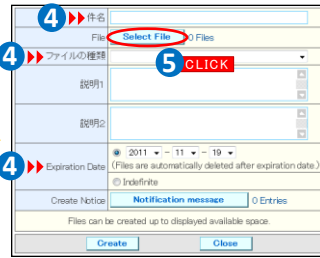 4 件名
File Select File 0 Files
4 ファイルの種類
5 CLICK
説明1
説明2
4 Expiration Date 2011 - 11 - 19
(Files are automatically deleted after expiration date.)
Indefinite
Create Notice Notification message 0 Entries
Files can be created up to displayed available space.
Create Close